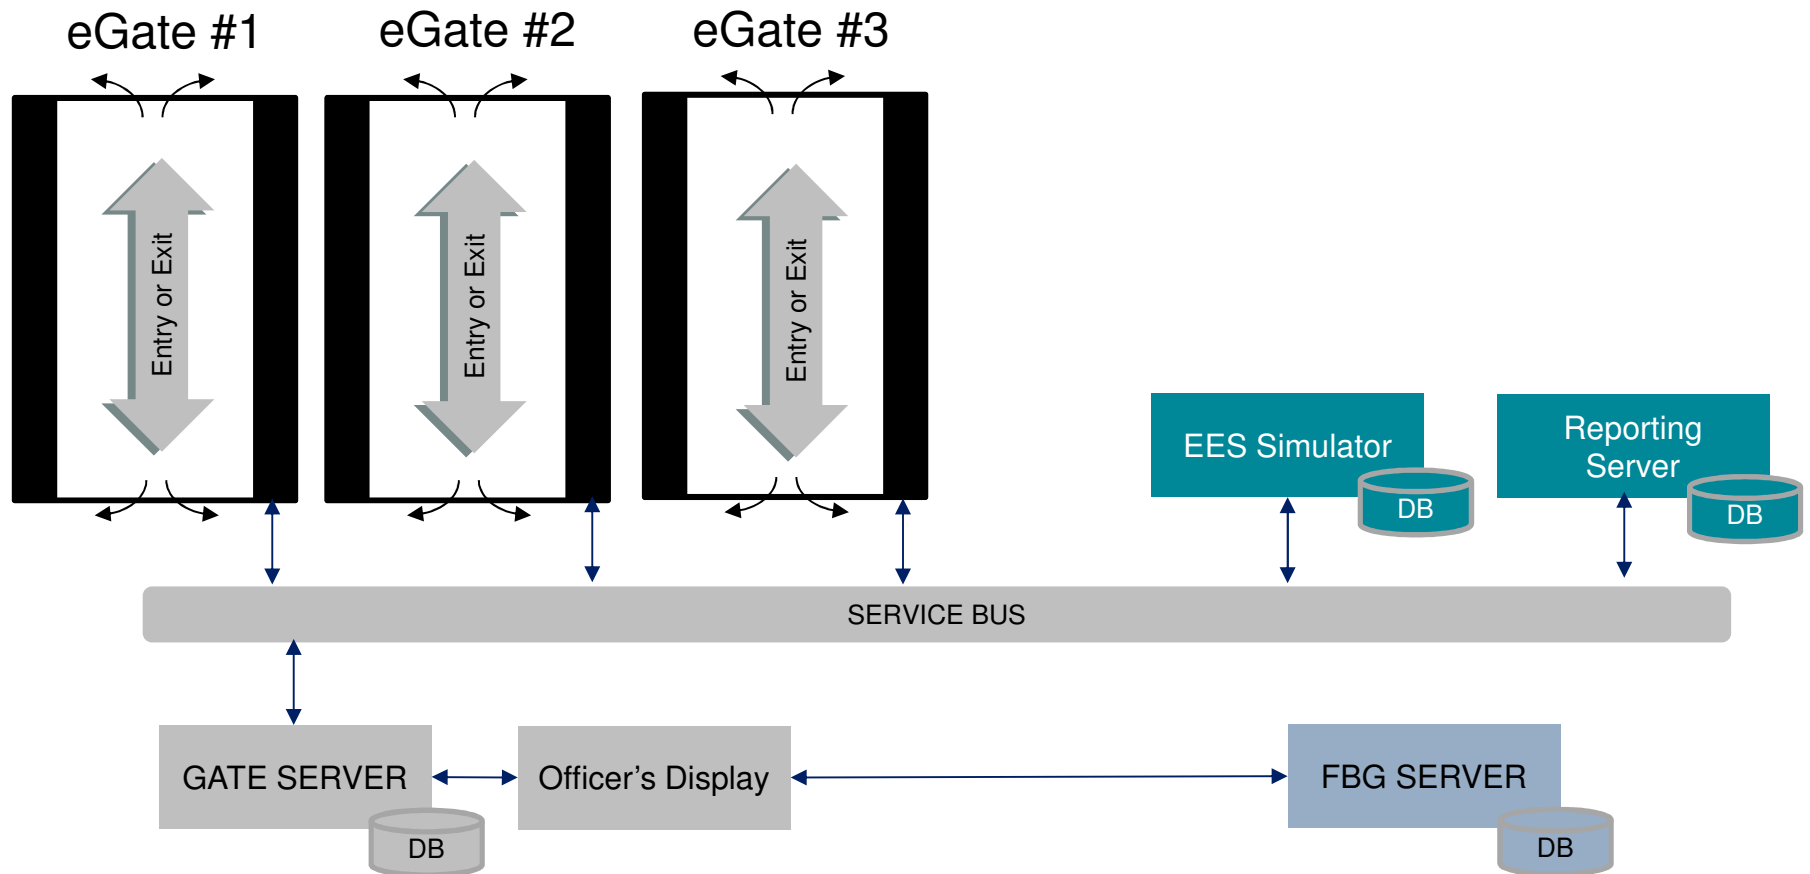 eGate #1
eGate #2
eGate #3
Entry or Exit
Entry or Exit
Entry or Exit
EES Simulator
DB
Reporting
Server
DB
SERVICE BUS
GATE SERVER
DB
Officer's Display
FBG SERVER
DB